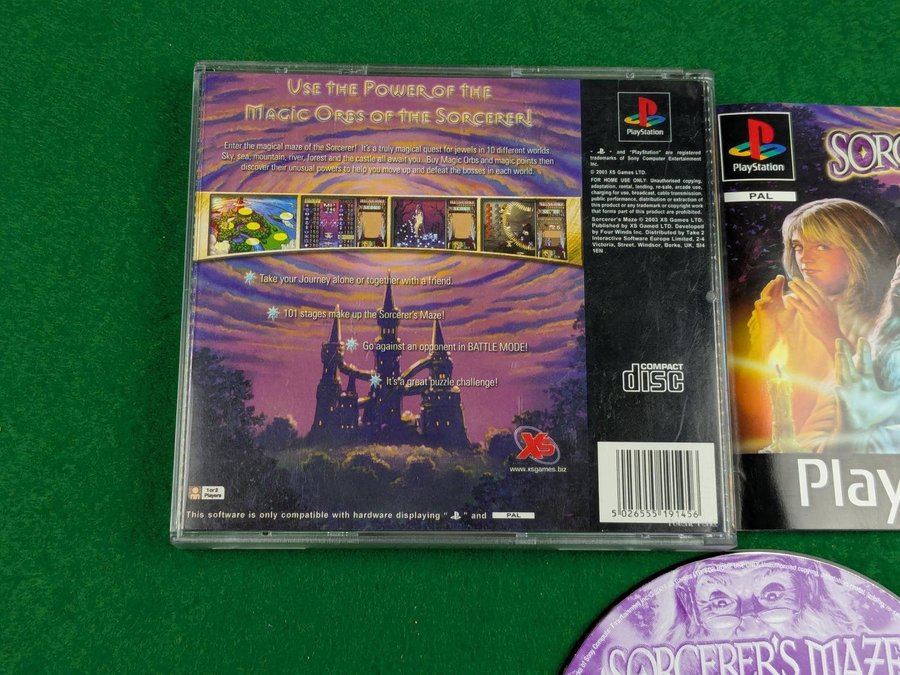 Use the Power of the
Magic Orbs of the Sorcerer!
Enter the magical maze of the Sorcerer! It's a truly magical quest for jewels in 10 different worlds.
Sky, sea, mountain, river, forest and the castle all await you. Buy Magic Orbs and magic points then
discover their unusual powers to help you move up and defeat the bosses in each world.
Take your Journey alone or together with a friend.
101 stages make up the Sorcerer's Maze!
Go against an opponent in BATTLE MODE!
It's a great puzzle challenge!
XS
www.xsgames.biz
1 or 2
Players
This software is only compatible with hardware displaying " " and PAL
PlayStation
" " and "PlayStation" are registered
trademarks of Sony Computer Entertainment
Inc.
© 2003 XS Games LTD.
FOR HOME USE ONLY. Unauthorised copying,
adaptation, rental, lending, re-sale, arcade use,
charging for use, broadcast, cable transmission,
public performance, distribution or extraction of
this product or any trademark or copyright work
that forms part of this product are prohibited.
Sorcerer's Maze © 2003 XS Games LTD.
Published by XS Gamed LTD. Developed
by Four Winds Inc. Distributed by Take 2
Interactive Software Europe Limited, 2-4
Victoria, Street, Windsor, Berks, UK, Sl4
1EN
COMPACT
disc
5 026555 191456
PlayStation
PAL
SORC
Play
SORCERER'S MAZE